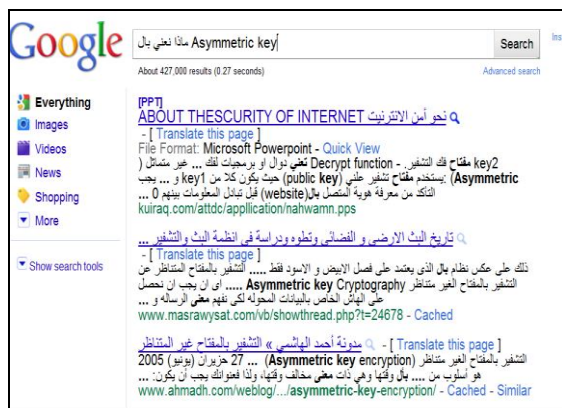 Google
ماذا نعني بال Asymmetric key
Search
Ins
About 427,000 results (0.27 seconds)
Advanced search
Everything
Images
Videos
News
Shopping
More
Show search tools
[PPT]
ABOUT THESCURITY OF INTERNET نحو أمن الانترنيت
- [ Translate this page ]
File Format: Microsoft Powerpoint - Quick View
key2 مفتاح فك التشفير. - Decrypt function تعني دوال او برمجيات لفك ... غير متماثل (
Asymmetric): يستخدم مفتاح تشفير علني (public key) حيث يكون كلا من key1 و ... يجب
التأكد من معرفة هوية المتصل بال(website) قبل تبادل المعلومات بينهم 0 ...
kuiraq.com/attdc/appllication/nahwamn.pps
تاريخ البث الارضي و الفضائي وتطوه ودراسة في انظمة البث والتشفير ...
- [ Translate this page ]
ذلك على عكس نظام بال الذي يعتمد على فصل الابيض و الاسود فقط ..... التشفير بالمفتاح المتناظر عن
التشفير بالمفتاح الغير متناظر Asymmetric key Cryptography .... اى ان يجب ان نحصل
على الهاش الخاص بالبيانات المحوله لكى نفهم معنى الرساله و ...
www.masrawysat.com/vb/showthread.php?t=24678 - Cached
مدونة أحمد الهاشمي » التشفير بالمفتاح غير المتناظر - [ Translate this page ]
التشفير بالمفتاح الغير متناظر (Asymmetric key encryption) ... 27 حزيران (يونيو) 2005
هو أسلوب من .... بأل وقتها وهي ذات معنى مخالف وقتها، ولذا فعنوانك يجب أن يكون: ...
www.ahmadh.com/weblog/.../asymmetric-key-encryption/ - Cached - Similar